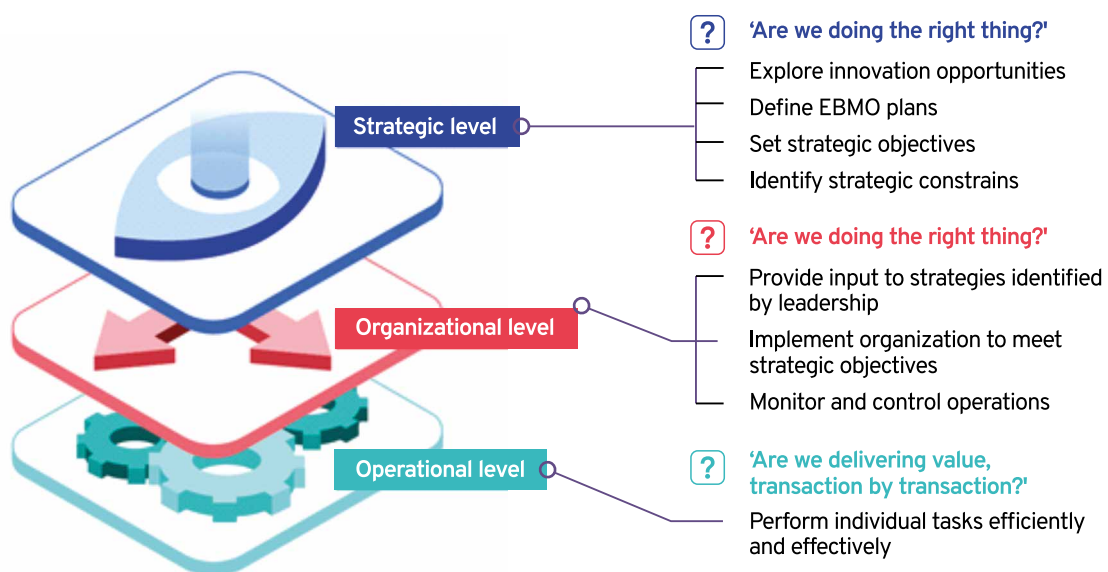 ?
‘Are we doing the right thing?'
Explore innovation opportunities
Define EBMO plans
Set strategic objectives
Identify strategic constrains
Strategic level
?
‘Are we doing the right thing?'
Provide input to strategies identified
by leadership
Implement organization to meet
strategic objectives
Monitor and control operations
Organizational level
?
‘Are we delivering value,
transaction by transaction?'
Perform individual tasks efficiently
and effectively
Operational level